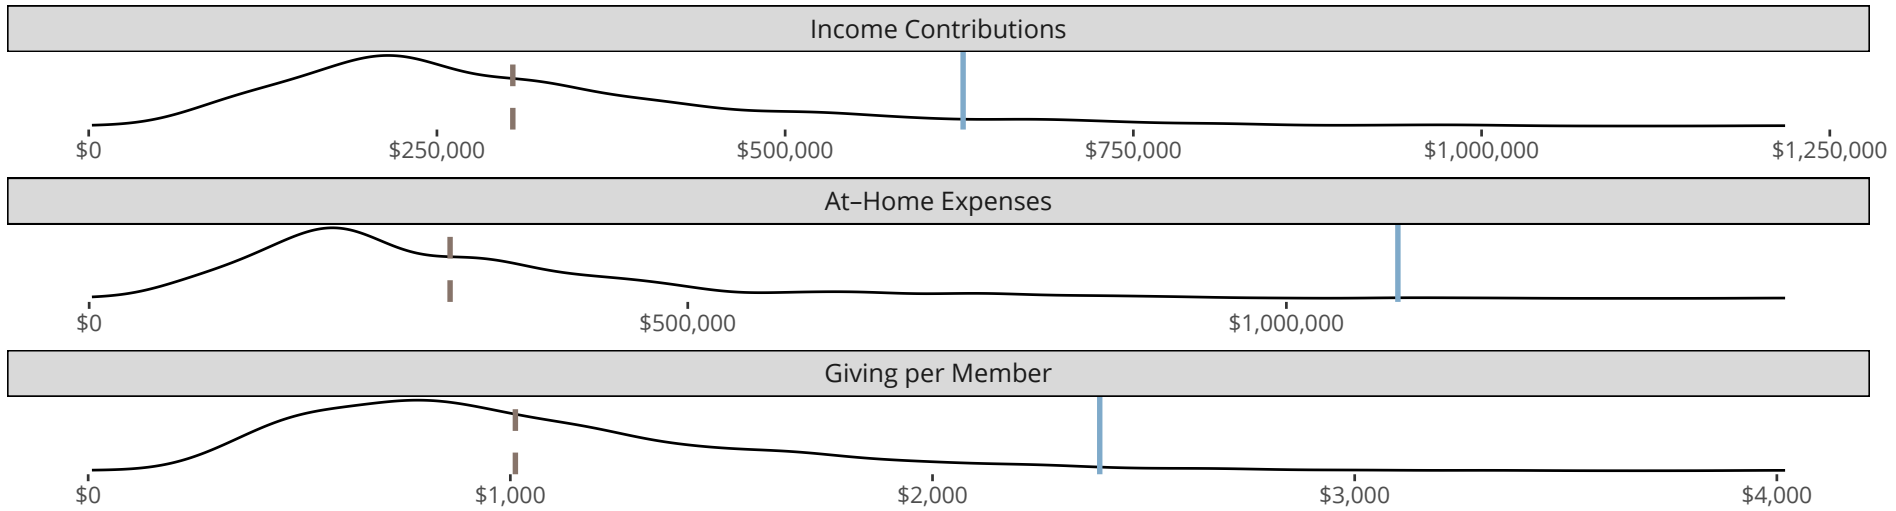 Income Contributions
$0 $250,000 $500,000 $750,000 $1,000,000 $1,250,000
At–Home Expenses
$0 $500,000 $1,000,000
Giving per Member
$0 $1,000 $2,000 $3,000 $4,000